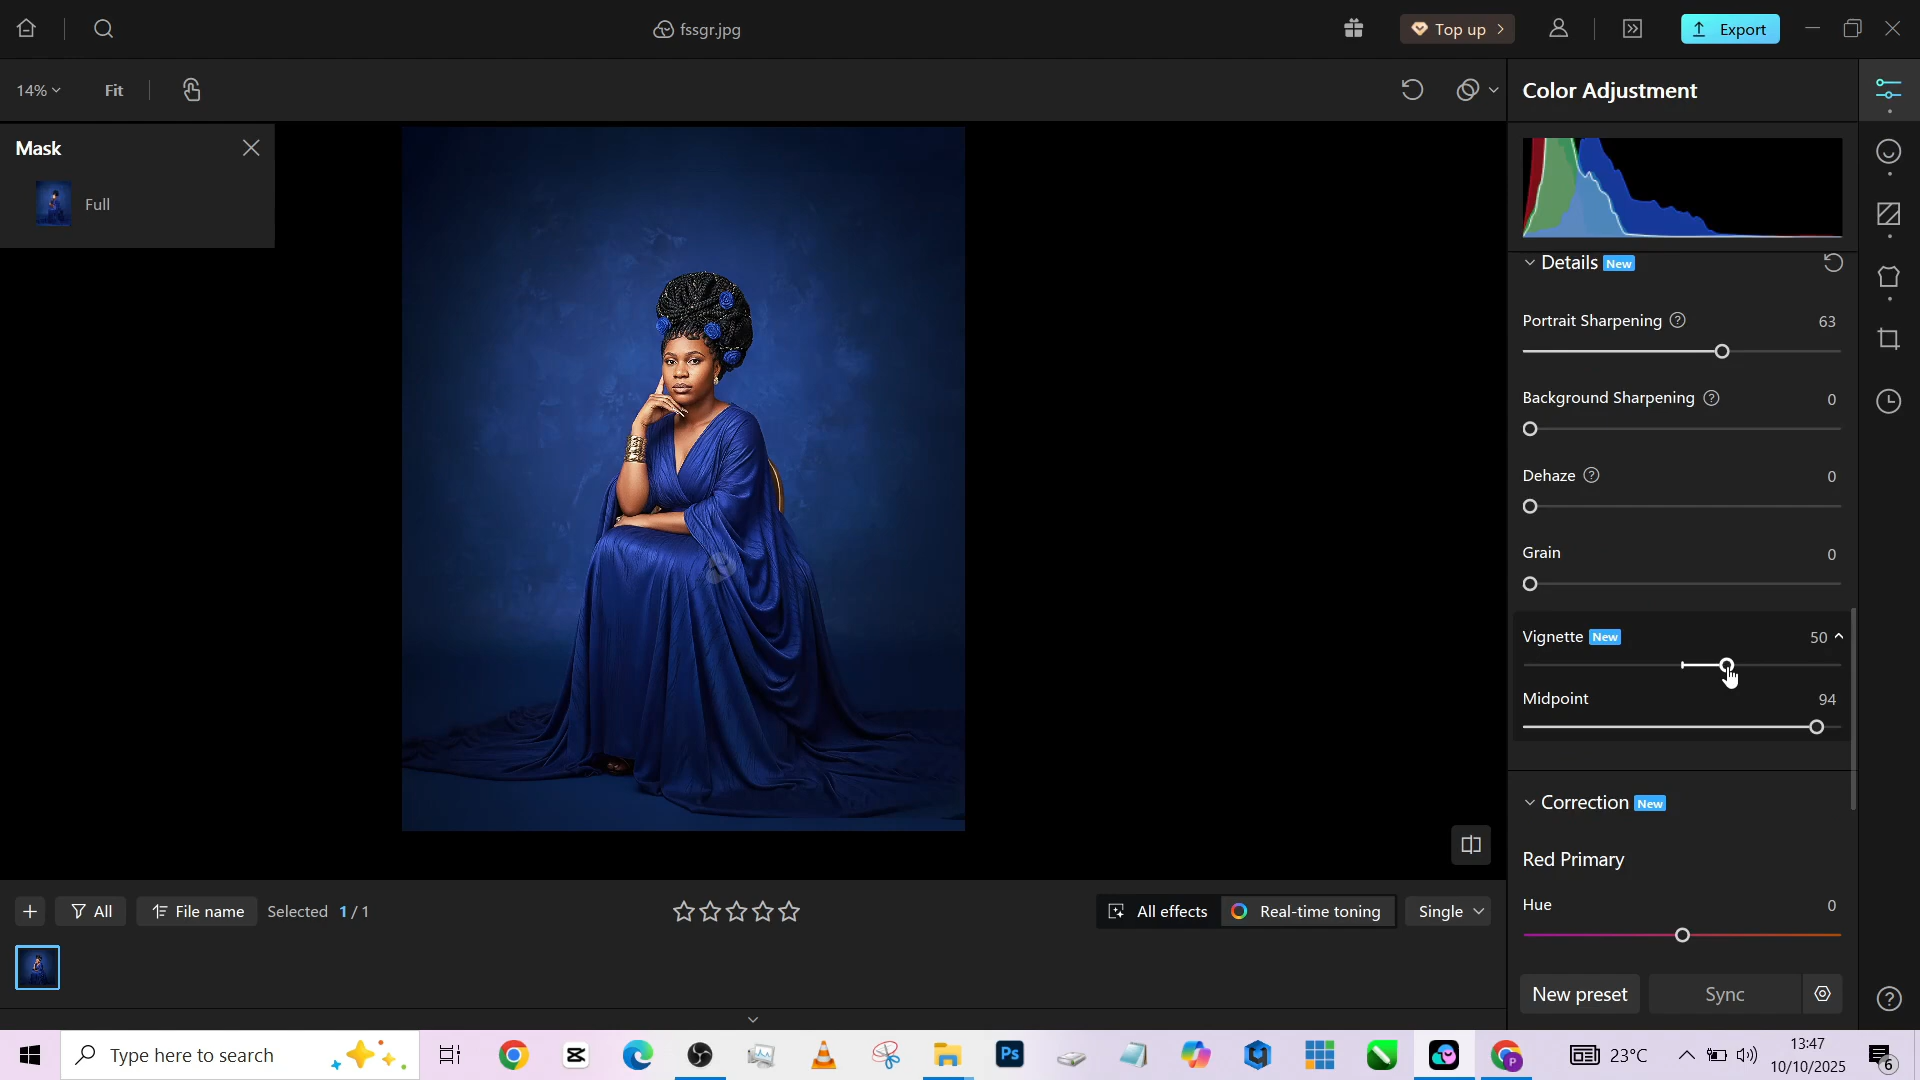 fssgr.jpg
Top up
Export
14%
Fit
Color Adjustment
Mask
Full
Details New
Portrait Sharpening ? 63
Background Sharpening ? 0
Dehaze ? 0
Grain 0
Vignette New 50
Midpoint 94
Correction New
Red Primary
Hue 0
+ All File name Selected 1/1
All effects Real-time toning Single
New preset Sync
Type here to search
Ps
P
23°C
13:47
10/10/2025
6